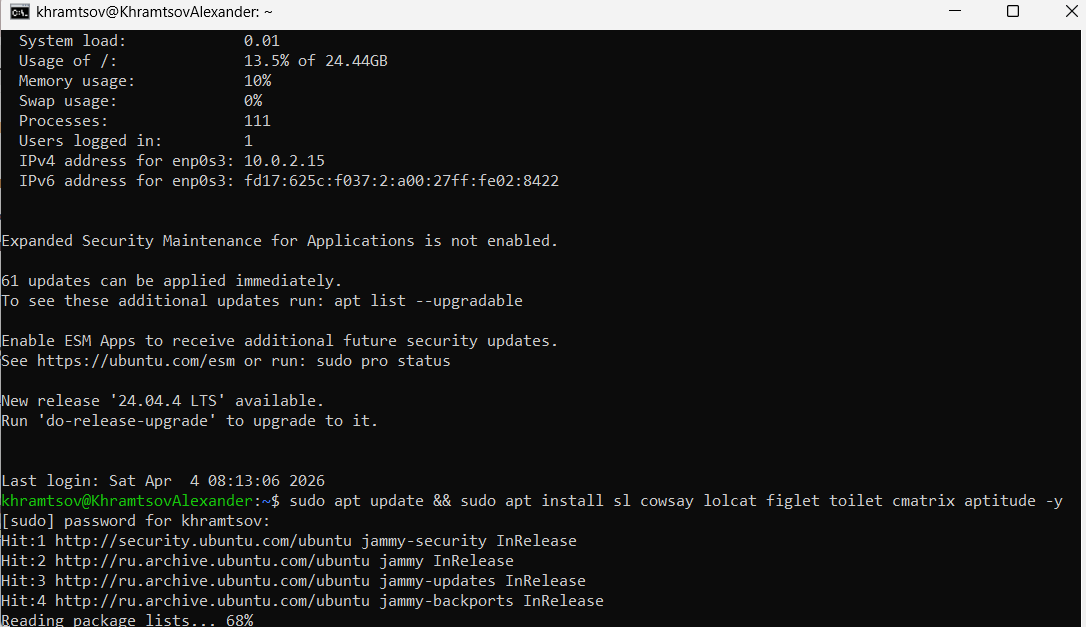 khramtsov@KhramtsovAlexander: ~
System load: 0.01
Usage of /: 13.5% of 24.44GB
Memory usage: 10%
Swap usage: 0%
Processes: 111
Users logged in: 1
IPv4 address for enp0s3: 10.0.2.15
IPv6 address for enp0s3: fd17:625c:f037:2:a00:27ff:fe02:8422
Expanded Security Maintenance for Applications is not enabled.
61 updates can be applied immediately.
To see these additional updates run: apt list --upgradable
Enable ESM Apps to receive additional future security updates.
See https://ubuntu.com/esm or run: sudo pro status
New release '24.04.4 LTS' available.
Run 'do-release-upgrade' to upgrade to it.
Last login: Sat Apr  4 08:13:06 2026
khramtsov@KhramtsovAlexander:~$ sudo apt update && sudo apt install sl cowsay lolcat figlet toilet cmatrix aptitude -y
[sudo] password for khramtsov:
Hit:1 http://security.ubuntu.com/ubuntu jammy-security InRelease
Hit:2 http://ru.archive.ubuntu.com/ubuntu jammy InRelease
Hit:3 http://ru.archive.ubuntu.com/ubuntu jammy-updates InRelease
Hit:4 http://ru.archive.ubuntu.com/ubuntu jammy-backports InRelease
Reading package lists... 68%